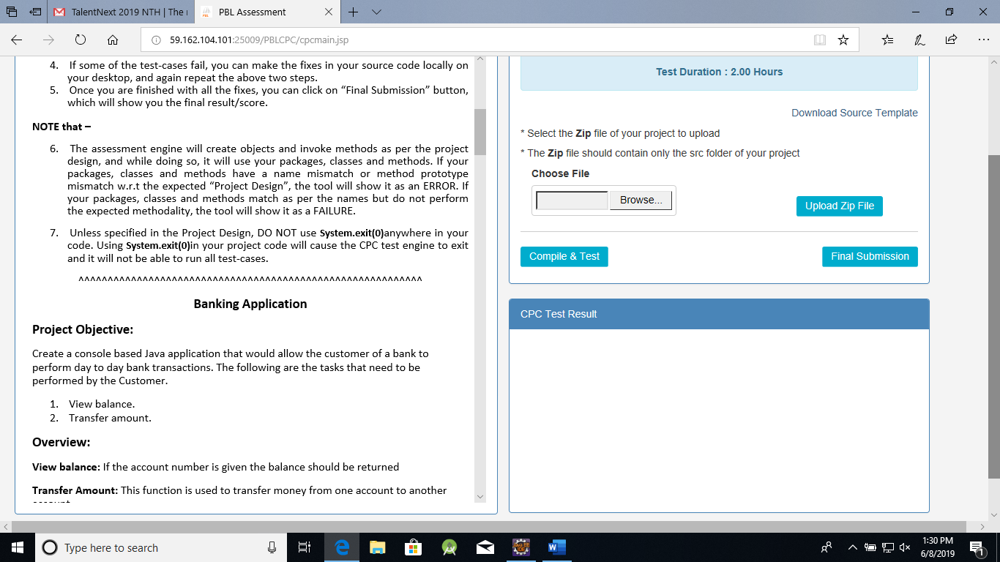 TalentNext 2019 NTH | The
PBL Assessment
59.162.104.101:25009/PBLCPC/cpcmain.jsp
4. If some of the test-cases fail, you can make the fixes in your source code locally on
your desktop, and again repeat the above two steps.
5. Once you are finished with all the fixes, you can click on “Final Submission” button,
which will show you the final result/score.
NOTE that –
6. The assessment engine will create objects and invoke methods as per the project
design, and while doing so, it will use your packages, classes and methods. If your
packages, classes and methods have a name mismatch or method prototype
mismatch w.r.t the expected “Project Design”, the tool will show it as an ERROR. If
your packages, classes and methods match as per the names but do not perform
the expected methodality, the tool will show it as a FAILURE.
7. Unless specified in the Project Design, DO NOT use System.exit(0)anywhere in your
code. Using System.exit(0)in your project code will cause the CPC test engine to exit
and it will not be able to run all test-cases.
^^^^^^^^^^^^^^^^^^^^^^^^^^^^^^^^^^^^^^^^^^^^^^^^^^^^^^^^^^^
Banking Application
Project Objective:
Create a console based Java application that would allow the customer of a bank to
perform day to day bank transactions. The following are the tasks that need to be
performed by the Customer.
1. View balance.
2. Transfer amount.
Overview:
View balance: If the account number is given the balance should be returned
Transfer Amount: This function is used to transfer money from one account to another
Test Duration : 2.00 Hours
Download Source Template
* Select the Zip file of your project to upload
* The Zip file should contain only the src folder of your project
Choose File
Browse...
Upload Zip File
Compile & Test
Final Submission
CPC Test Result
Type here to search
1:30 PM
6/8/2019
1